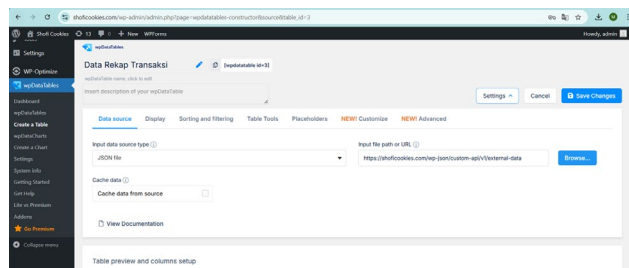 shoficookies.com/wp-admin/admin.php?page=wpdatatables-constructor&source&table_id=3
Shofi Cookies 13 0 + New WPForms Howdy, admin
Settings
WP-Optimize
wpDataTables
Dashboard
wpDataTables
Create a Table
wpDataCharts
Create a Chart
Settings
System info
Getting Started
Get Help
Lite vs Premium
Addons
Go Premium
Collapse menu
wpDataTables
Data Rekap Transaksi [wpdatatable id=3]
wpDataTable name, click to edit
Insert description of your wpDataTable
Settings Cancel Save Changes
Data source Display Sorting and filtering Table Tools Placeholders NEW! Customize NEW! Advanced
Input data source type Input file path or URL
JSON file https://shoficookies.com/wp-json/custom-api/v1/external-data Browse...
Cache data
Cache data from source
View Documentation
Table preview and columns setup